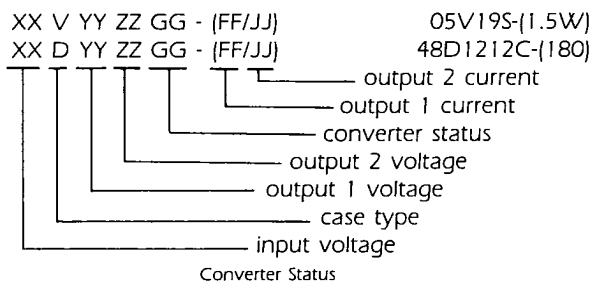 XX V YY ZZ GG - (FF/JJ) 05V19S-(1.5W)
XX D YY ZZ GG - (FF/JJ) 48D1212C-(180)
output 2 current
output 1 current
converter status
output 2 voltage
output 1 voltage
case type
input voltage
Converter Status